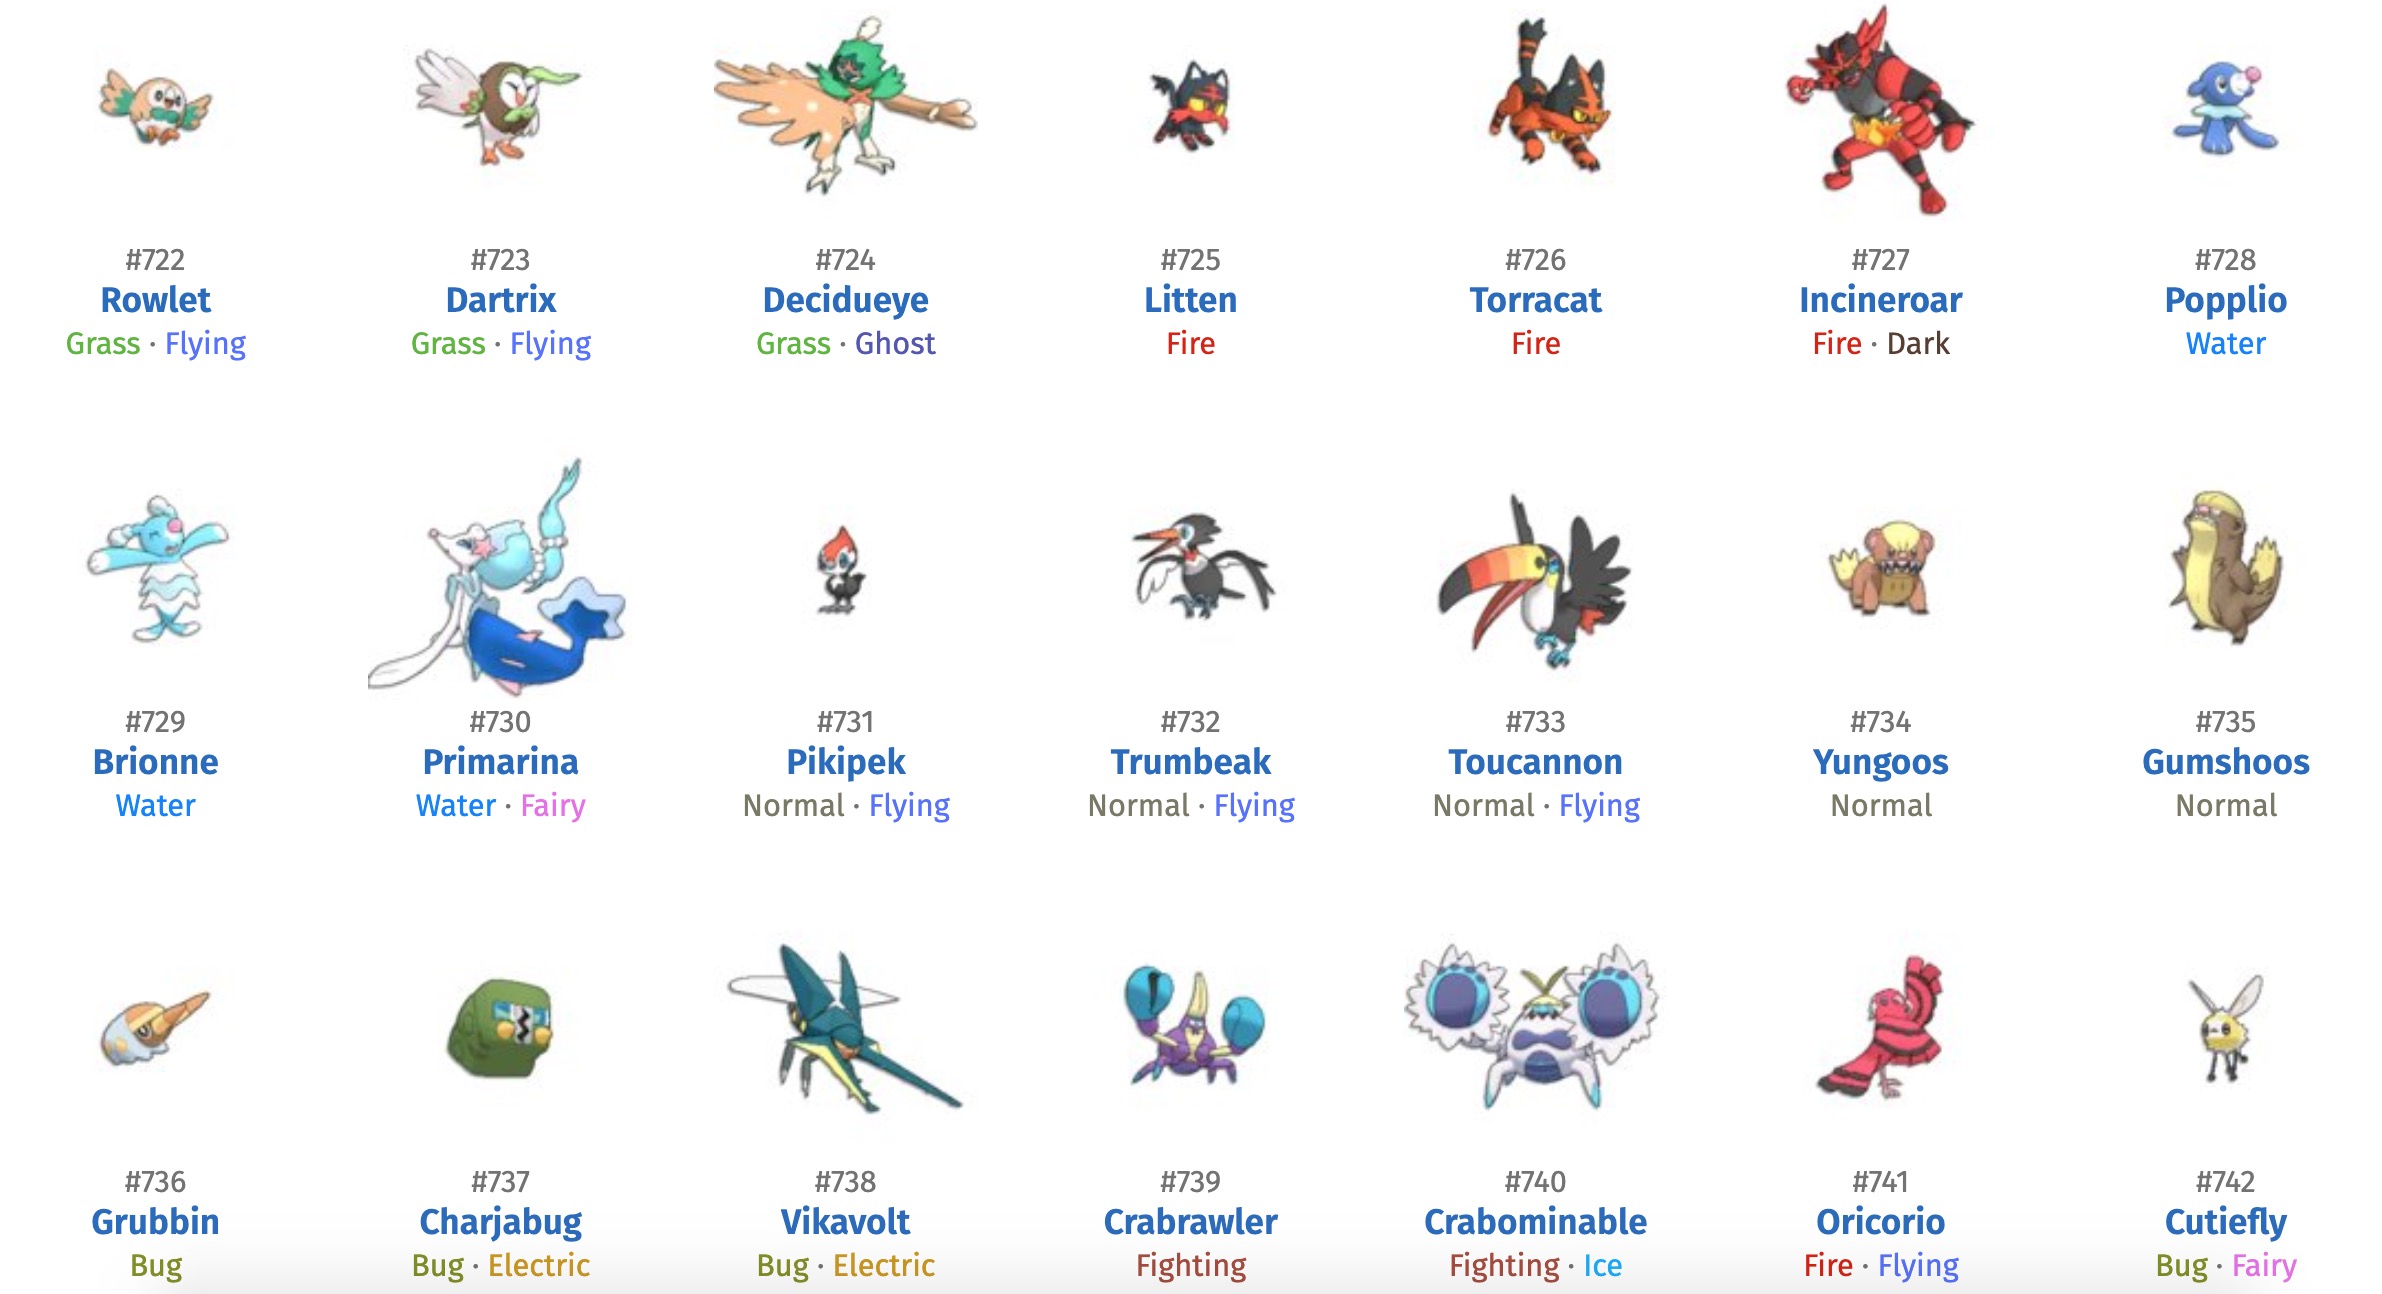 #722
Rowlet
Grass · Flying
#723
Dartrix
Grass · Flying
#724
Decidueye
Grass · Ghost
#725
Litten
Fire
#726
Torracat
Fire
#727
Incineroar
Fire · Dark
#728
Popplio
Water
#729
Brionne
Water
#730
Primarina
Water · Fairy
#731
Pikipek
Normal · Flying
#732
Trumbeak
Normal · Flying
#733
Toucannon
Normal · Flying
#734
Yungoos
Normal
#735
Gumshoos
Normal
#736
Grubbin
Bug
#737
Charjabug
Bug · Electric
#738
Vikavolt
Bug · Electric
#739
Crabrawler
Fighting
#740
Crabominable
Fighting · Ice
#741
Oricorio
Fire · Flying
#742
Cutiefly
Bug · Fairy